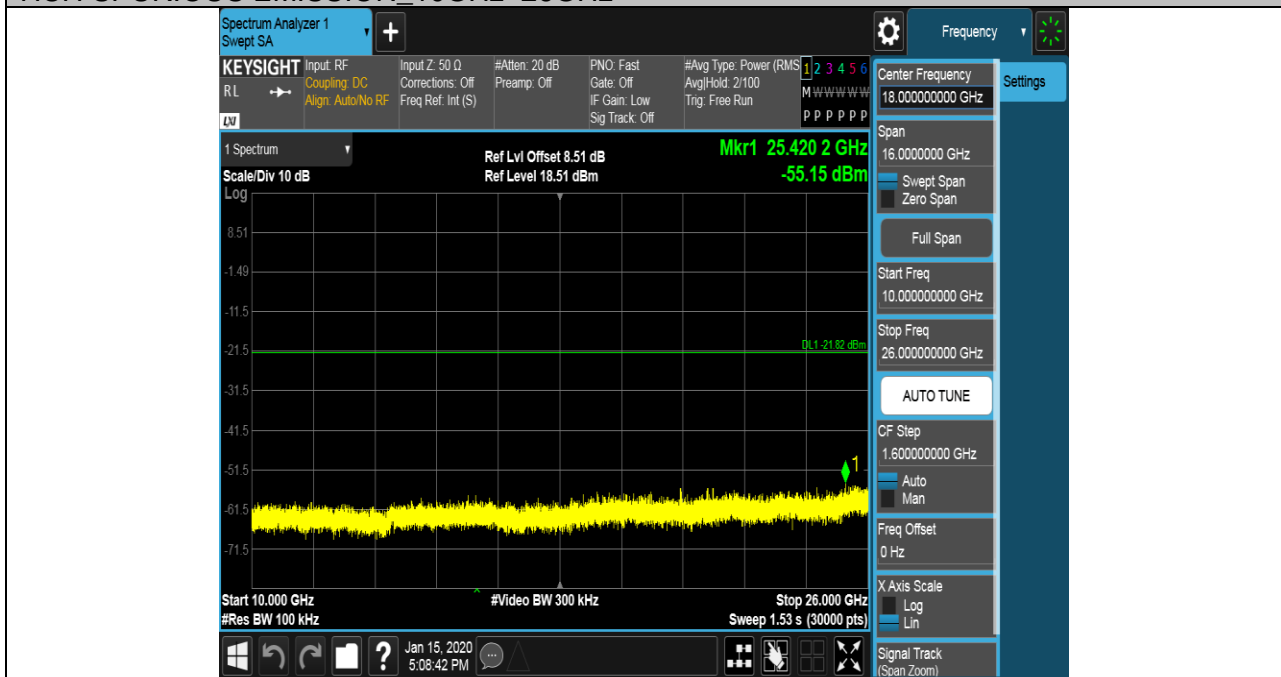 Spectrum Analyzer 1
Swept SA
+
Frequency
KEYSIGHT
RL
LXI
Input: RF
Coupling: DC
Align: Auto/No RF
Input Z: 50 Ω
Corrections: Off
Freq Ref: Int (S)
#Atten: 20 dB
Preamp: Off
PNO: Fast
Gate: Off
IF Gain: Low
Sig Track: Off
#Avg Type: Power (RMS
Avg|Hold: 2/100
Trig: Free Run
1 2 3 4 5 6
M W W W W W
P P P P P P
Center Frequency
18.000000000 GHz
Settings
Span
16.0000000 GHz
Swept Span
Zero Span
Full Span
Start Freq
10.000000000 GHz
Stop Freq
26.000000000 GHz
AUTO TUNE
CF Step
1.600000000 GHz
Auto
Man
Freq Offset
0 Hz
X Axis Scale
Log
Lin
Signal Track
(Span Zoom)
1 Spectrum
Ref Lvl Offset 8.51 dB
Mkr1 25.420 2 GHz
Scale/Div 10 dB
Ref Level 18.51 dBm
-55.15 dBm
Log
8.51
-1.49
-11.5
-21.5
DL1 -21.82 dBm
-31.5
-41.5
-51.5
1
-61.5
-71.5
Start 10.000 GHz
#Video BW 300 kHz
Stop 26.000 GHz
#Res BW 100 kHz
Sweep 1.53 s (30000 pts)
?
Jan 15, 2020
5:08:42 PM